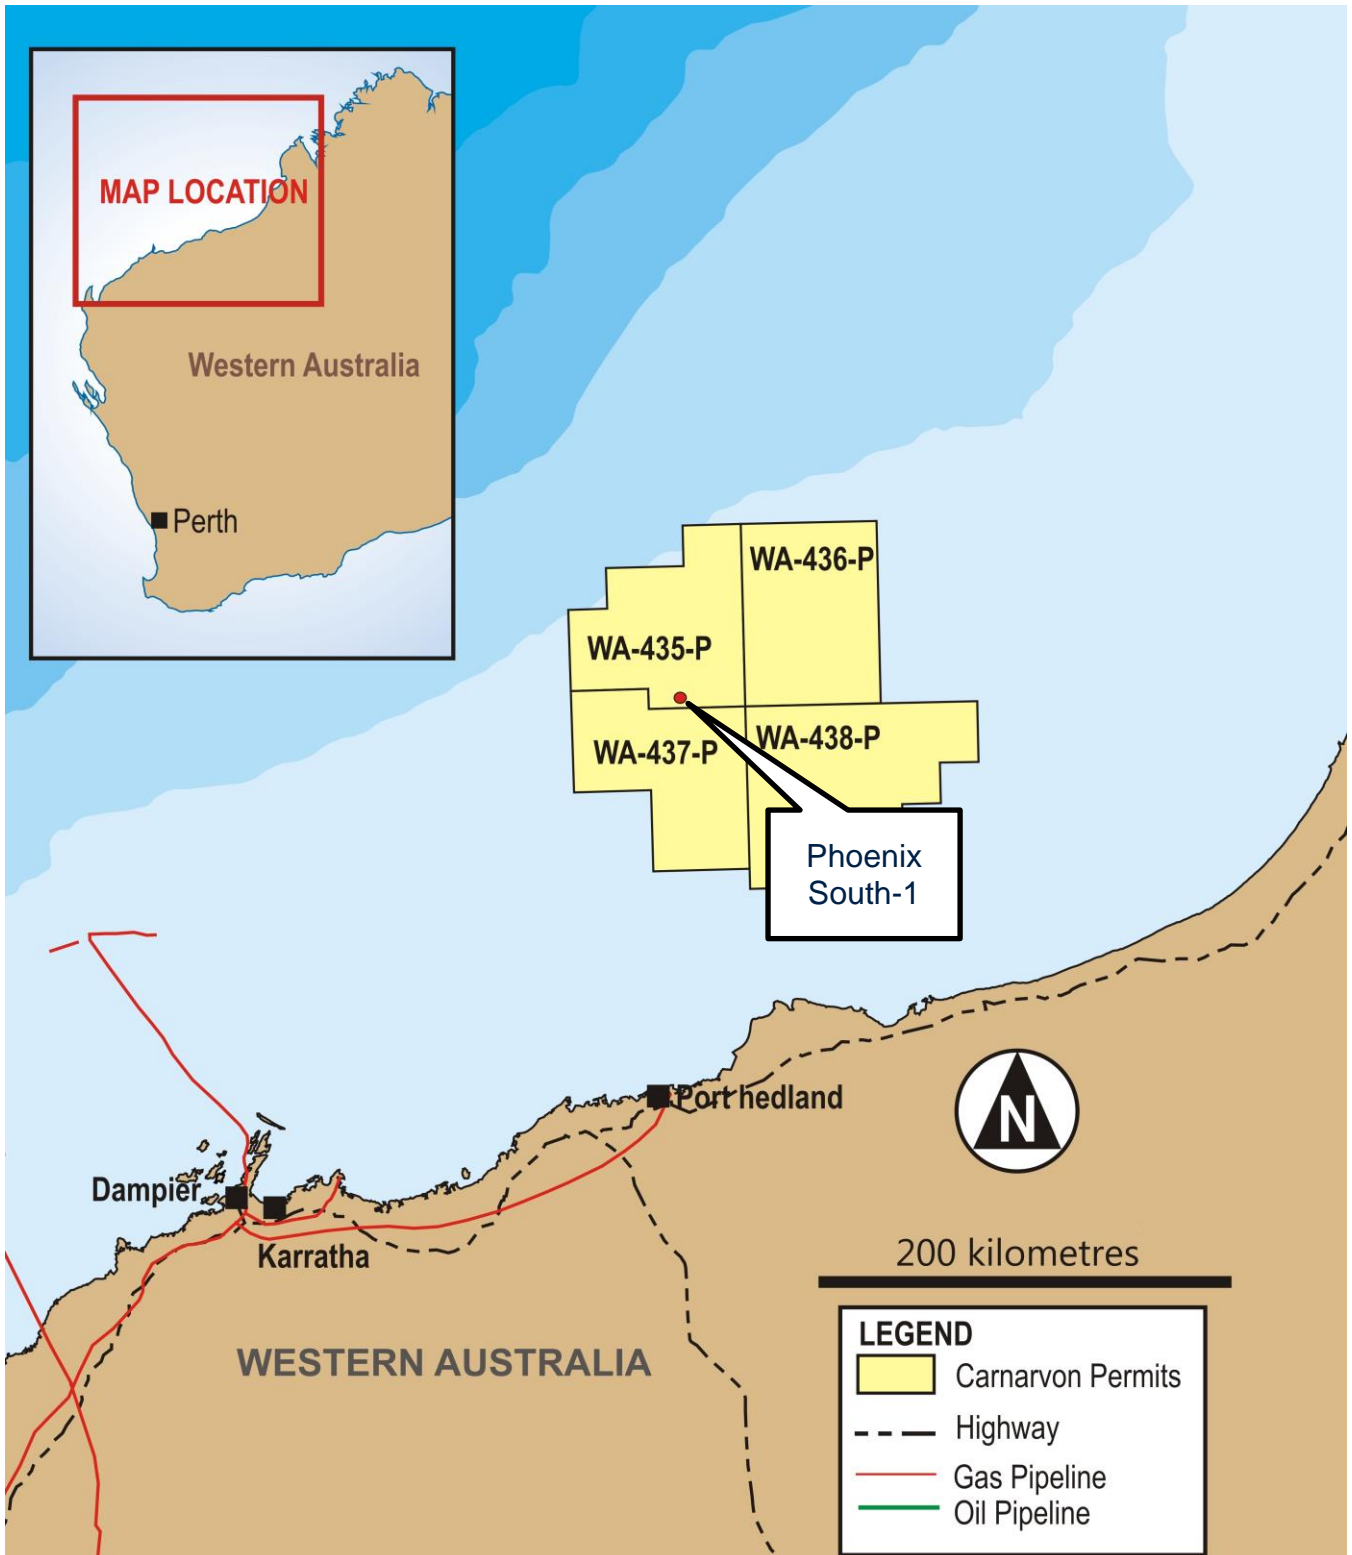 MAP LOCATION
Western Australia
Perth
WA-436-P
WA-435-P
WA-437-P
WA-438-P
Phoenix
South-1
Port hedland
N
Dampier
Karratha
200 kilometres
WESTERN AUSTRALIA
LEGEND
Carnarvon Permits
Highway
Gas Pipeline
Oil Pipeline